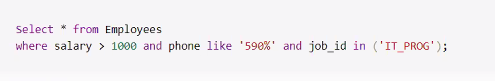 Select * from Employees
where salary > 1000 and phone like '590%' and job_id in ('IT_PROG');